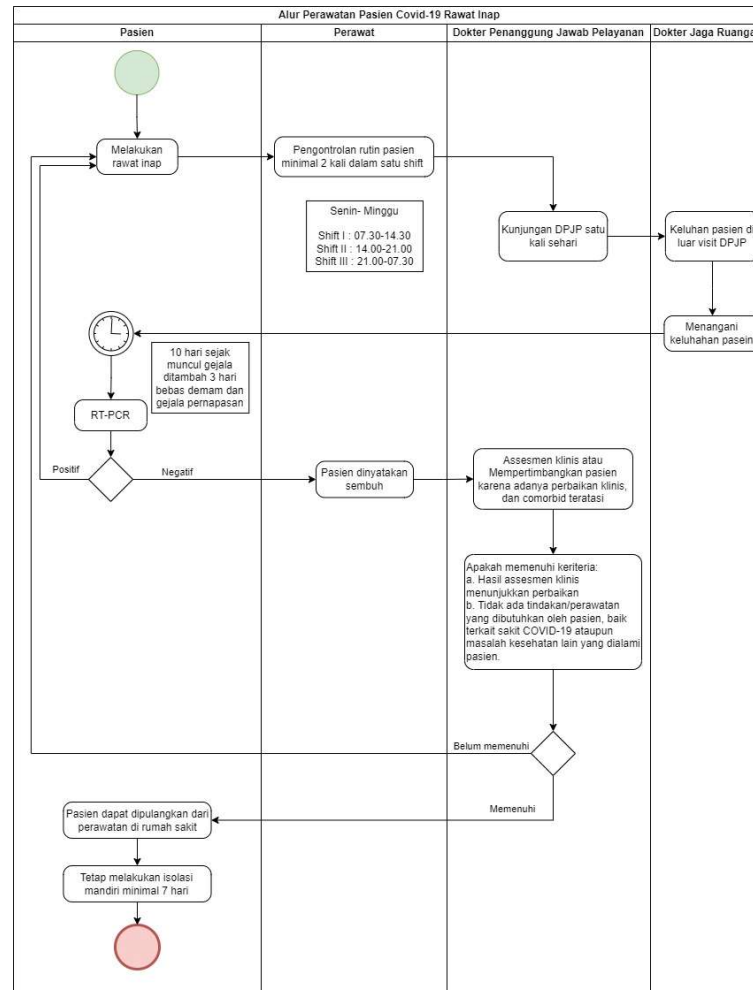 Alur Perawatan Pasien Covid-19 Rawat Inap
Pasien
Perawat
Dokter Penanggung Jawab Pelayanan
Dokter Jaga Ruanga
Melakukan
rawat inap
Pengontrolan rutin pasien
minimal 2 kali dalam satu shift
Senin- Minggu
Shift I : 07.30-14.30
Shift II : 14.00-21.00
Shift III : 21.00-07.30
Kunjungan DPJP satu
kali sehari
Keluhan pasien di
luar visit DPJP
Menangani
keluhahan pasein
10 hari sejak
muncul gejala
ditambah 3 hari
bebas demam dan
gejala pernapasan
RT-PCR
Positif
Negatif
Pasien dinyatakan
sembuh
Assesmen klinis atau
Mempertimbangkan pasien
karena adanya perbaikan klinis,
dan comorbid teratasi
Apakah memenuhi keriteria:
a. Hasil assesmen klinis
menunjukkan perbaikan
b. Tidak ada tindakan/perawatan
yang dibutuhkan oleh pasien, baik
terkait sakit COVID-19 ataupun
masalah kesehatan lain yang dialami
pasien.
Belum memenuhi
Memenuhi
Pasien dapat dipulangkan dari
perawatan di rumah sakit
Tetap melakukan isolasi
mandiri minimal 7 hari